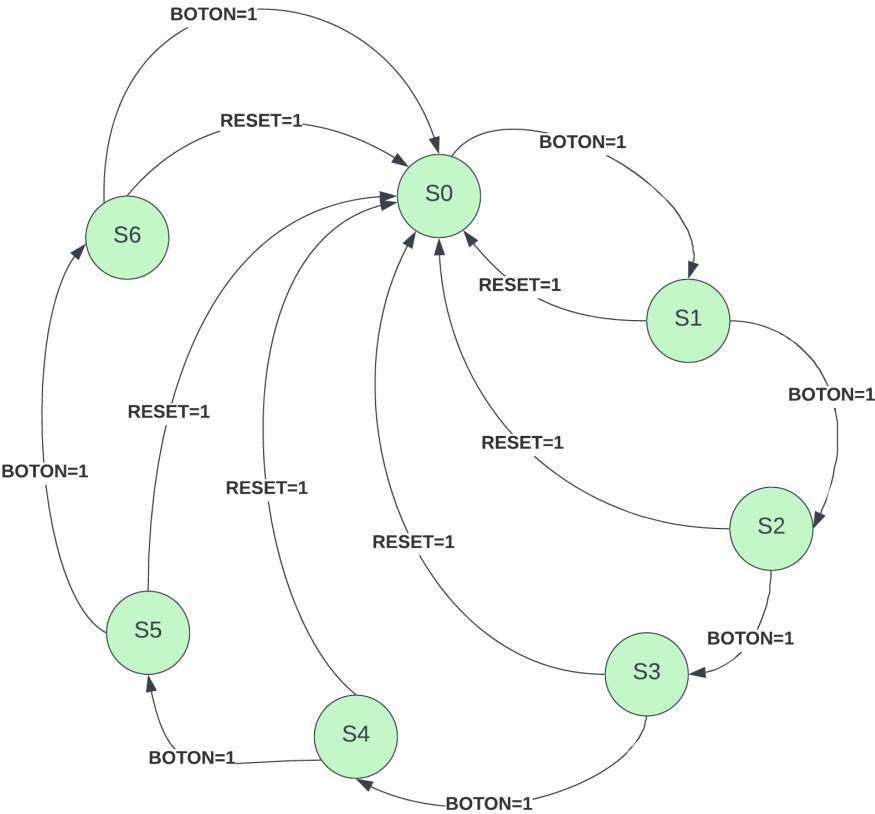 BOTON=1
RESET=1
BOTON=1
S0
S6
RESET=1
S1
BOTON=1
RESET=1
RESET=1
BOTON=1
RESET=1
S2
RESET=1
S5
BOTON=1
S3
S4
BOTON=1
BOTON=1